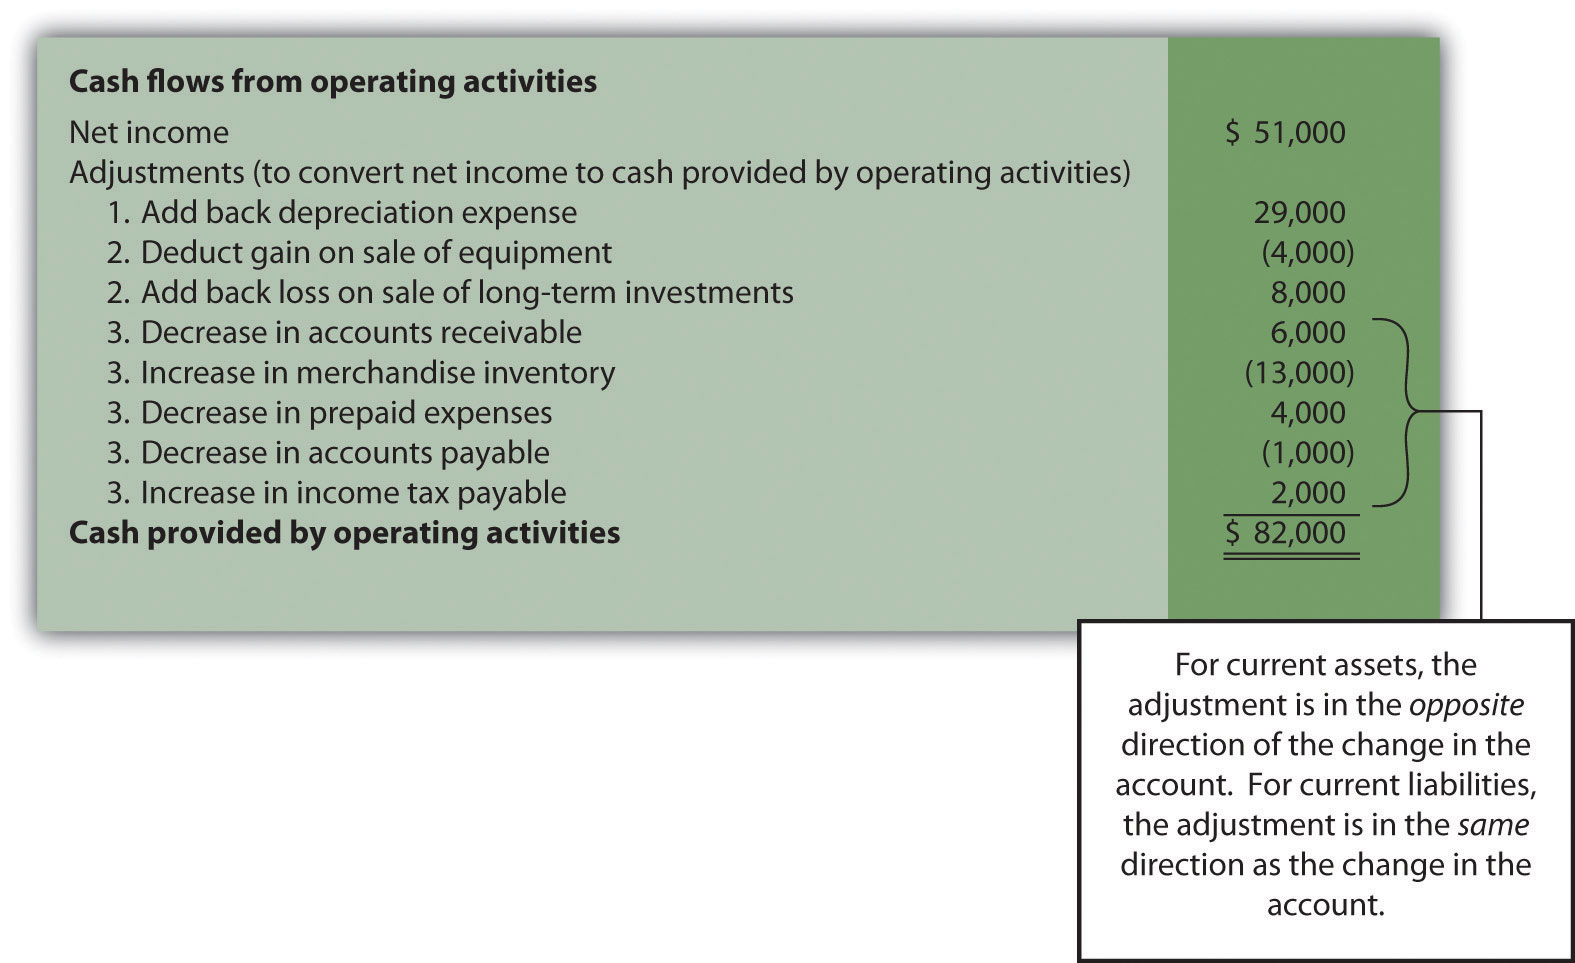 Cash flows from operating activities
Net income $ 51,000
Adjustments (to convert net income to cash provided by operating activities)
1. Add back depreciation expense 29,000
2. Deduct gain on sale of equipment (4,000)
2. Add back loss on sale of long-term investments 8,000
3. Decrease in accounts receivable 6,000
3. Increase in merchandise inventory (13,000)
3. Decrease in prepaid expenses 4,000
3. Decrease in accounts payable (1,000)
3. Increase in income tax payable 2,000
Cash provided by operating activities $ 82,000
For current assets, the
adjustment is in the opposite
direction of the change in the
account. For current liabilities,
the adjustment is in the same
direction as the change in the
account.